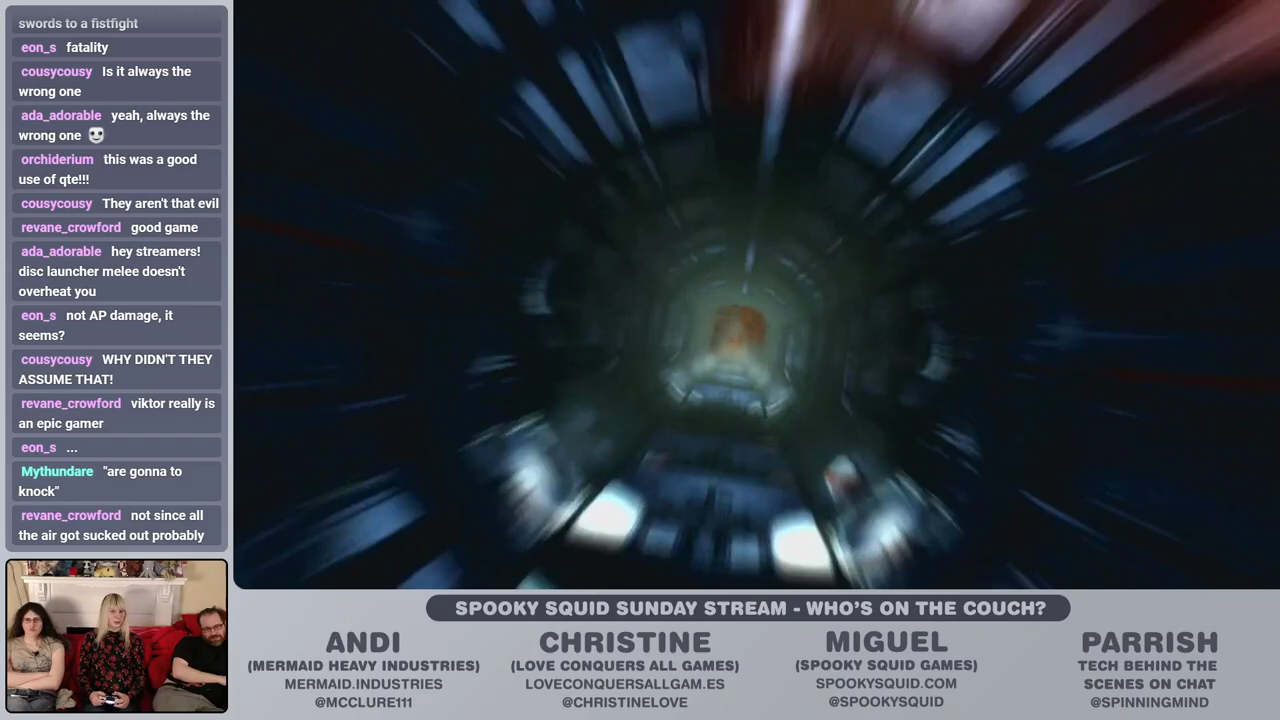 swords to a fistfight
eon_s fatality
cousycousy Is it always the
wrong one
ada_adorable yeah, always the
wrong one
orchiderium this was a good
use of qte!!!
cousycousy They aren't that evil
revane_crowford good game
ada_adorable hey streamers!
disc launcher melee doesn't
overheat you
eon_s not AP damage, it
seems?
cousycousy WHY DIDN'T THEY
ASSUME THAT!
revane_crowford viktor really is
an epic gamer
eon_s ...
Mythundare "are gonna to
knock"
revane_crowford not since all
the air got sucked out probably
SPOOKY SQUID SUNDAY STREAM - WHO'S ON THE COUCH?
ANDI
(MERMAID HEAVY INDUSTRIES)
MERMAID.INDUSTRIES
@MCCLURE111
CHRISTINE
(LOVE CONQUERS ALL GAMES)
LOVECONQUERSALLGAM.ES
@CHRISTINELOVE
MIGUEL
(SPOOKY SQUID GAMES)
SPOOKYSQUID.COM
@SPOOKYSQUID
PARRISH
TECH BEHIND THE
SCENES ON CHAT
@SPINNINGMIND